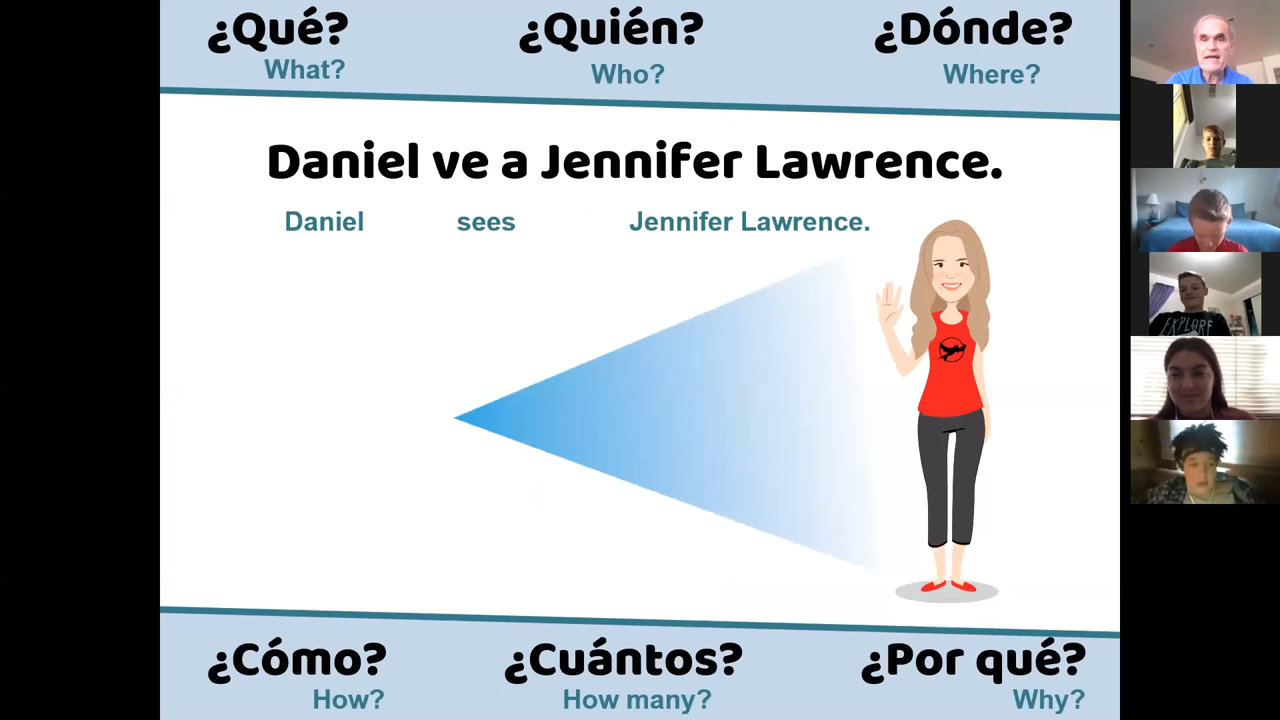 ¿Qué? ¿Quién? ¿Dónde?
What? Who? Where?
Daniel ve a Jennifer Lawrence.
Daniel sees Jennifer Lawrence.
EXPLORE
¿Cómo? ¿Cuántos? ¿Por qué?
How? How many? Why?